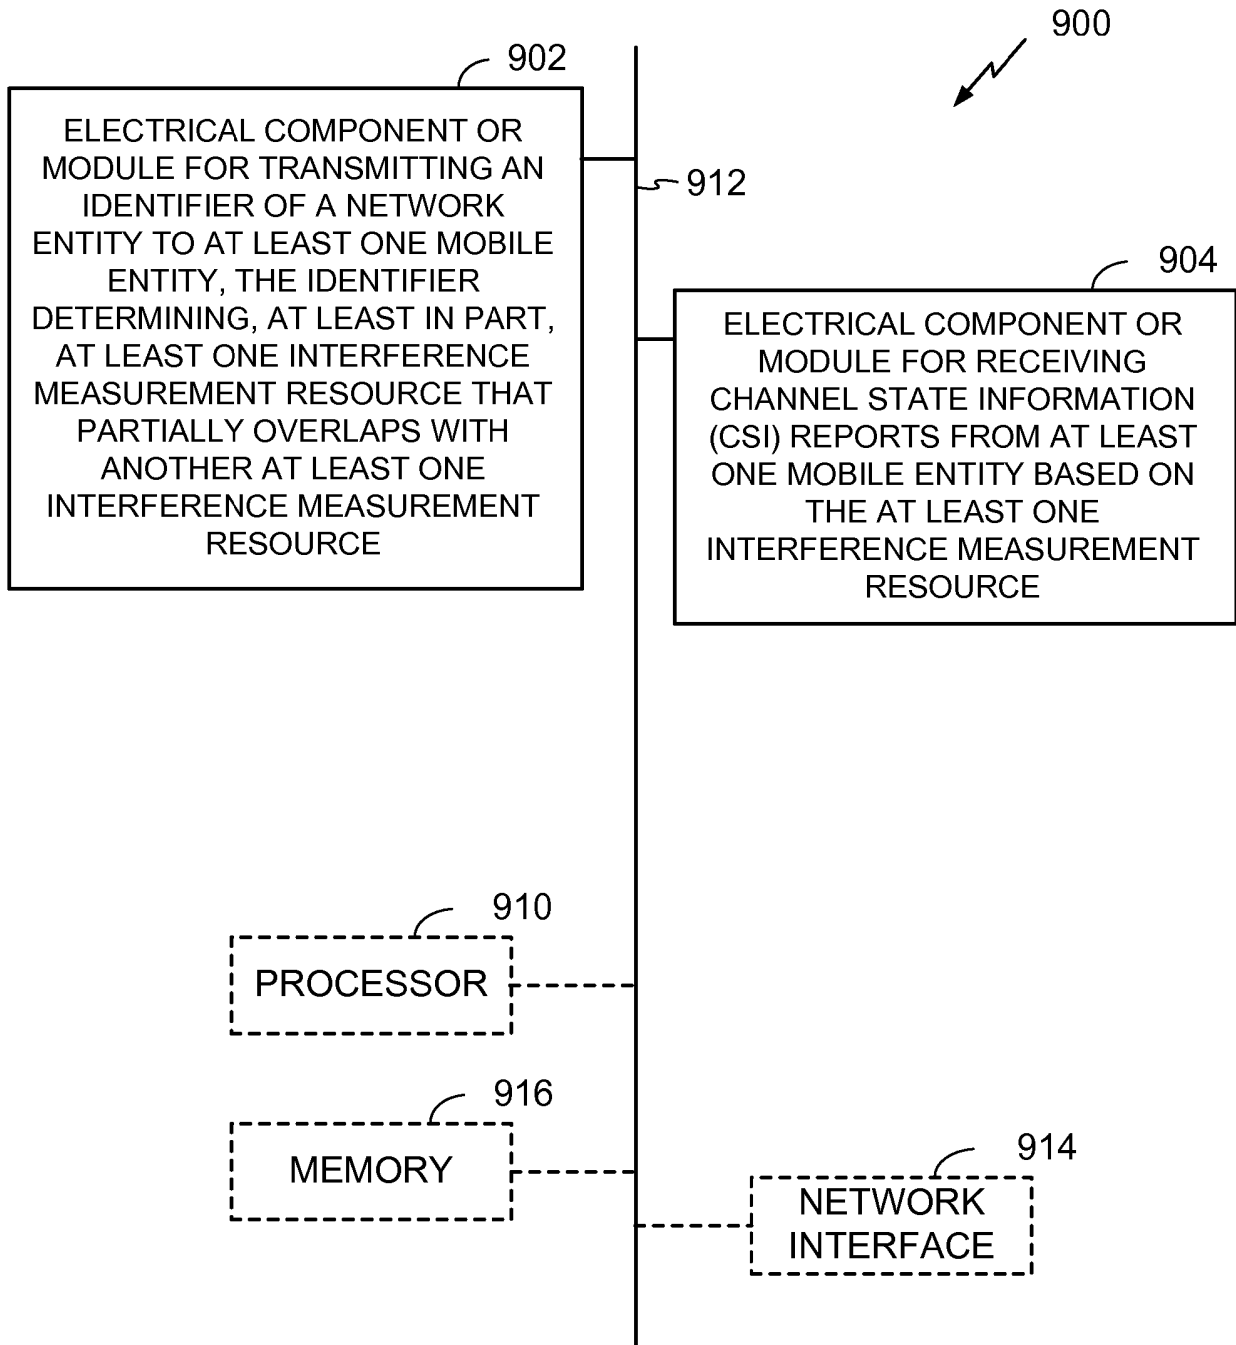 900
902
ELECTRICAL COMPONENT OR
MODULE FOR TRANSMITTING AN
IDENTIFIER OF A NETWORK
ENTITY TO AT LEAST ONE MOBILE
ENTITY, THE IDENTIFIER
DETERMINING, AT LEAST IN PART,
AT LEAST ONE INTERFERENCE
MEASUREMENT RESOURCE THAT
PARTIALLY OVERLAPS WITH
ANOTHER AT LEAST ONE
INTERFERENCE MEASUREMENT
RESOURCE
912
904
ELECTRICAL COMPONENT OR
MODULE FOR RECEIVING
CHANNEL STATE INFORMATION
(CSI) REPORTS FROM AT LEAST
ONE MOBILE ENTITY BASED ON
THE AT LEAST ONE
INTERFERENCE MEASUREMENT
RESOURCE
910
PROCESSOR
916
MEMORY
914
NETWORK
INTERFACE